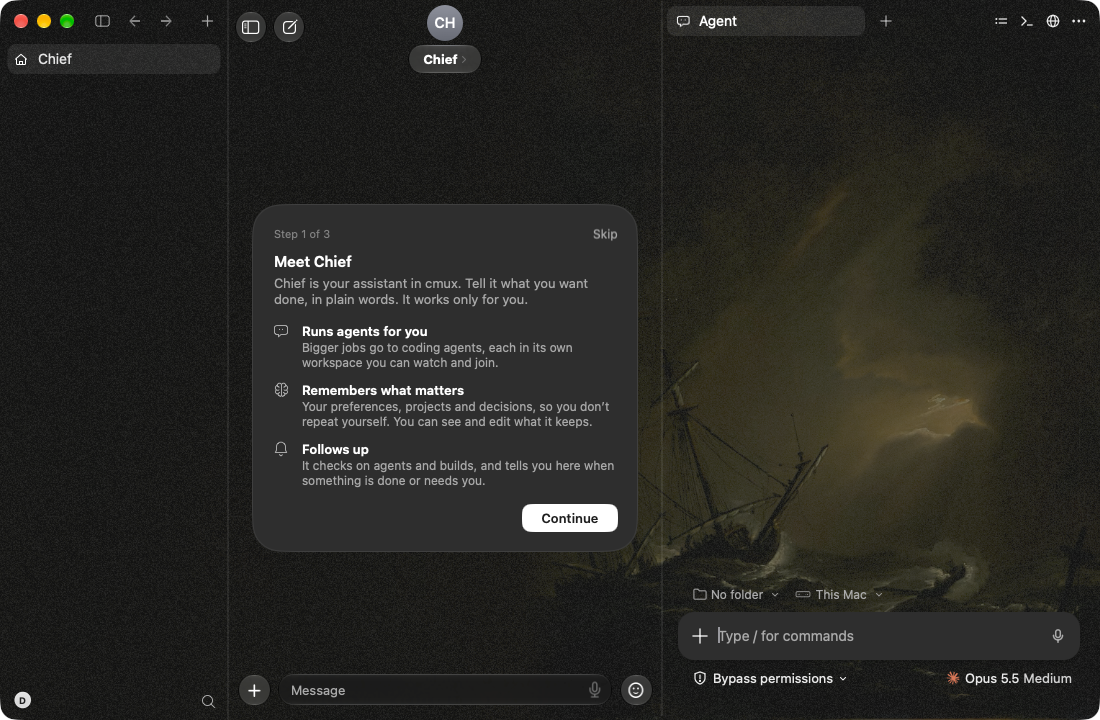 Chief
CH
Chief
Agent
Step 1 of 3
Skip
Meet Chief
Chief is your assistant in cmux. Tell it what you want
done, in plain words. It works only for you.
Runs agents for you
Bigger jobs go to coding agents, each in its own
workspace you can watch and join.
Remembers what matters
Your preferences, projects and decisions, so you don’t
repeat yourself. You can see and edit what it keeps.
Follows up
It checks on agents and builds, and tells you here when
something is done or needs you.
Continue
No folder
This Mac
Type / for commands
Bypass permissions
Opus 5.5 Medium
Message
D